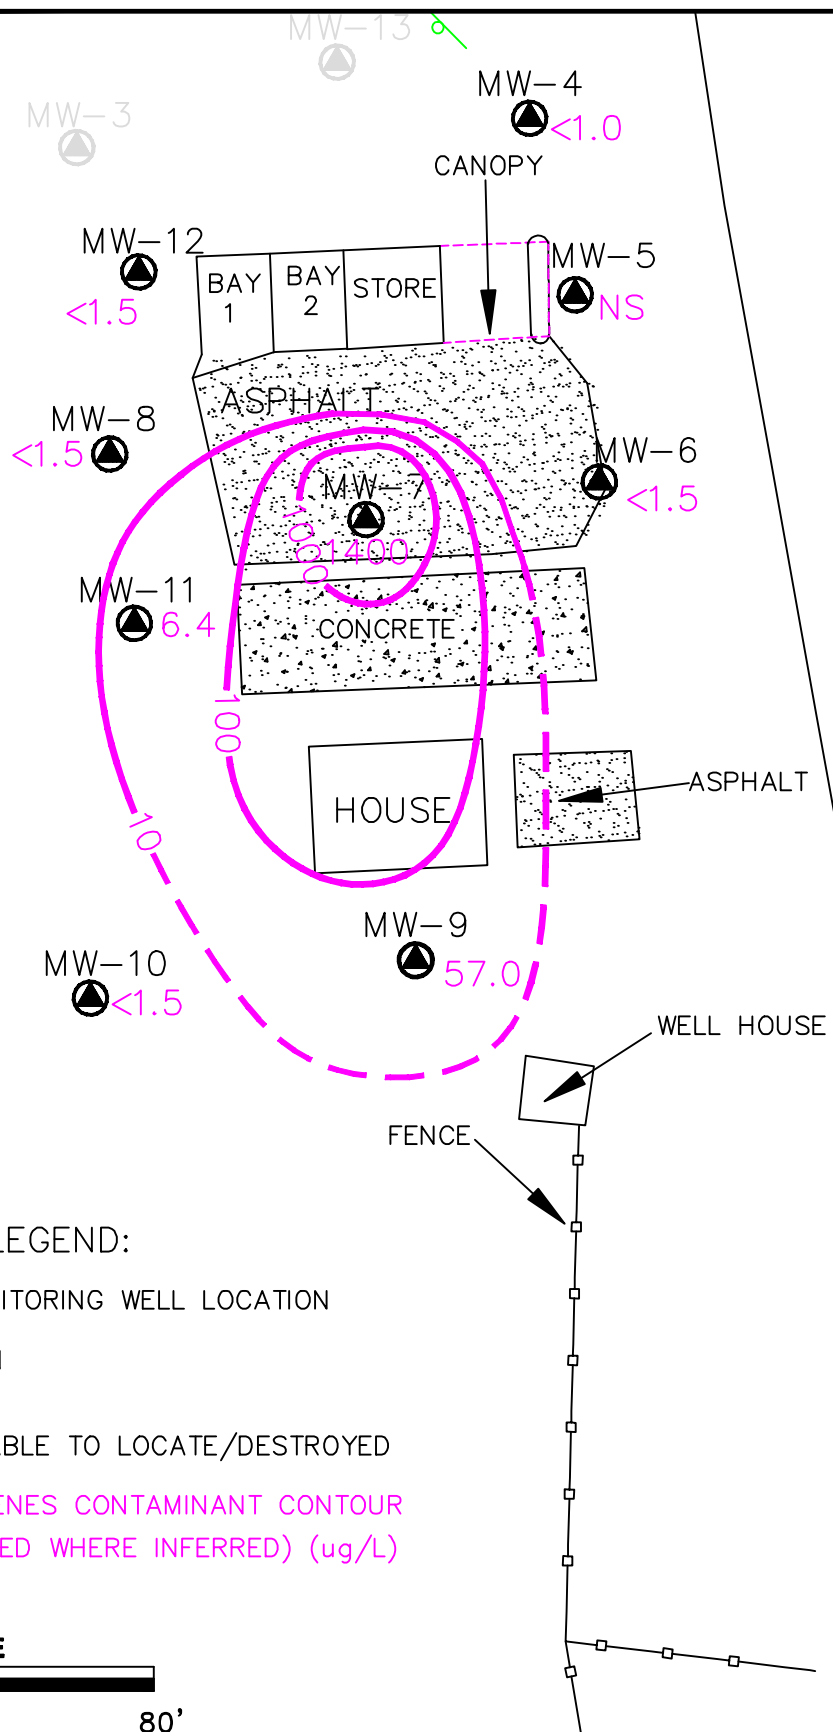 MW-13
MW-4
<1.0
MW-3
CANOPY
MW-12
<1.5
BAY
1
BAY
2
STORE
MW-5
NS
ASPHALT
MW-8
<1.5
MW-6
<1.5
MW-7
1400
1000
MW-11
6.4
CONCRETE
100
HOUSE
ASPHALT
10
MW-9
57.0
MW-10
<1.5
WELL HOUSE
FENCE
LEGEND:
ITORING WELL LOCATION
ABLE TO LOCATE/DESTROYED
ENES CONTAMINANT CONTOUR
ED WHERE INFERRED) (ug/L)
E
80'